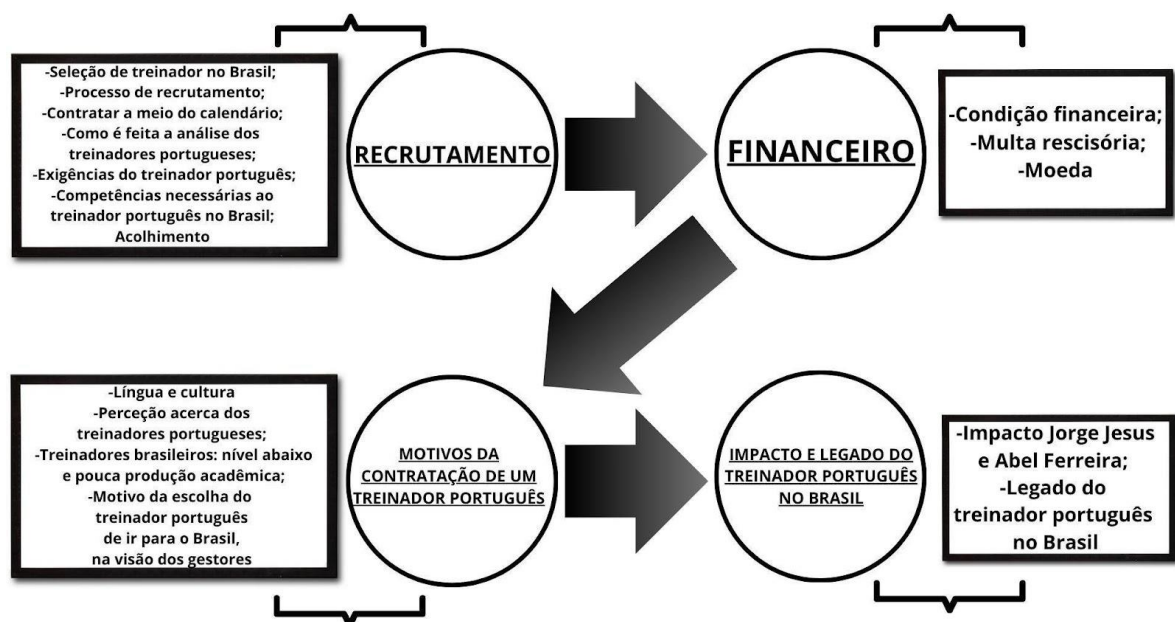 -Seleção de treinador no Brasil;
-Processo de recrutamento;
-Contratar a meio do calendário;
-Como é feita a análise dos
treinadores portugueses;
-Exigências do treinador português;
-Competências necessárias ao
treinador português no Brasil;
Acolhimento
RECRUTAMENTO
FINANCEIRO
-Condição financeira;
-Multa rescisória;
-Moeda
-Língua e cultura
-Perceção acerca dos
treinadores portugueses;
-Treinadores brasileiros: nível abaixo
e pouca produção acadêmica;
-Motivo da escolha do
treinador português
de ir para o Brasil,
na visão dos gestores
MOTIVOS DA
CONTRATAÇÃO DE UM
TREINADOR PORTUGUÊS
IMPACTO E LEGADO DO
TREINADOR PORTUGUÊS
NO BRASIL
-Impacto Jorge Jesus
e Abel Ferreira;
-Legado do
treinador português
no Brasil